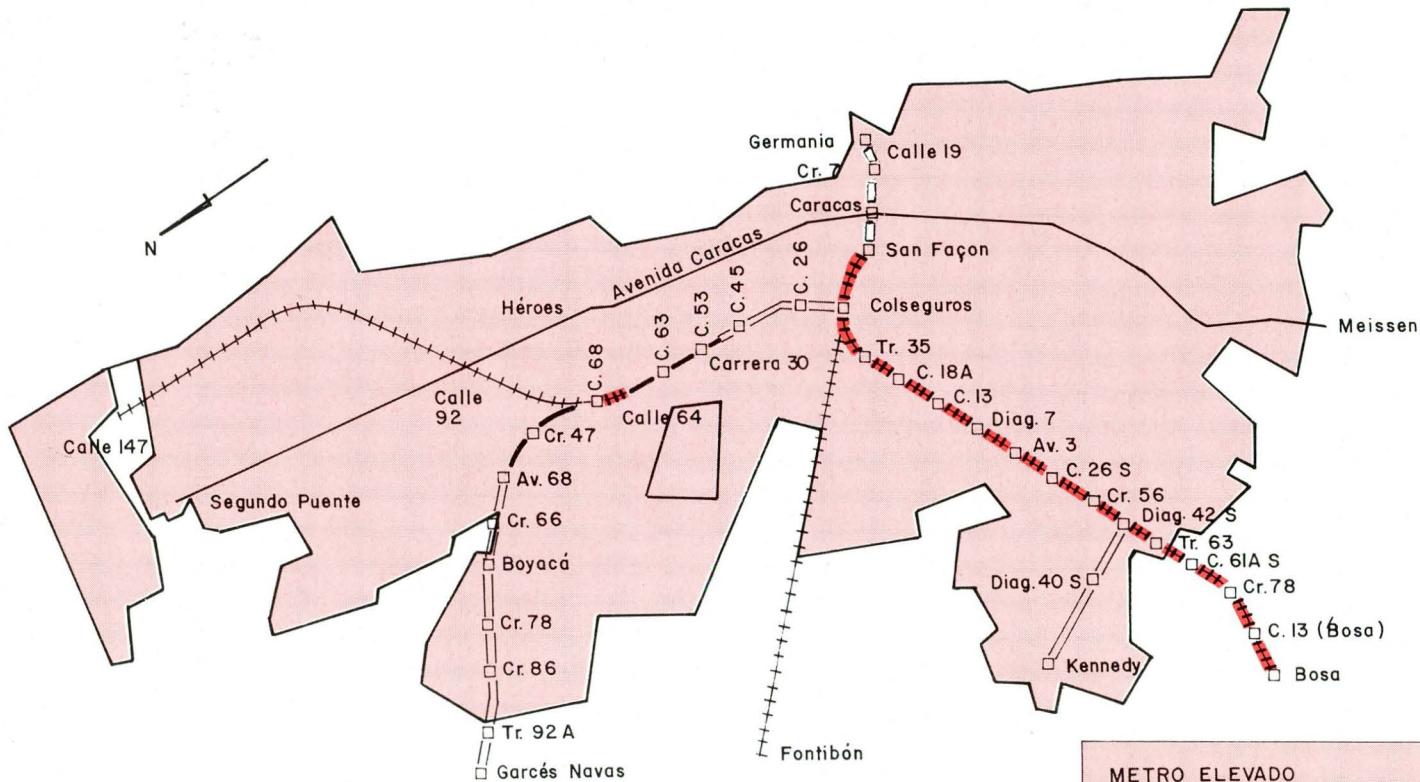 Germania
Calle 19
Cr. 7
Caracas
San Façon
N
Avenida Caracas
Héroes
C. 26
C. 45
C. 53
C. 63
C. 68
Colseguros
Meissen
Tr. 35
Carrera 30
C. 18A
Calle 92
Calle 64
C. 13
Diag. 7
Cr. 47
Av. 3
Calle 147
Av. 68
C. 26 S
Segundo Puente
Cr. 66
Cr. 56
Diag. 42 S
Tr. 63
Boyacá
C. 61A S
Diag. 40 S
Cr. 78
Cr. 78
C. 13 (Bosa)
Cr. 86
Kennedy
Bosa
Tr. 92 A
Fontibón
Garcés Navas
METRO ELEVADO